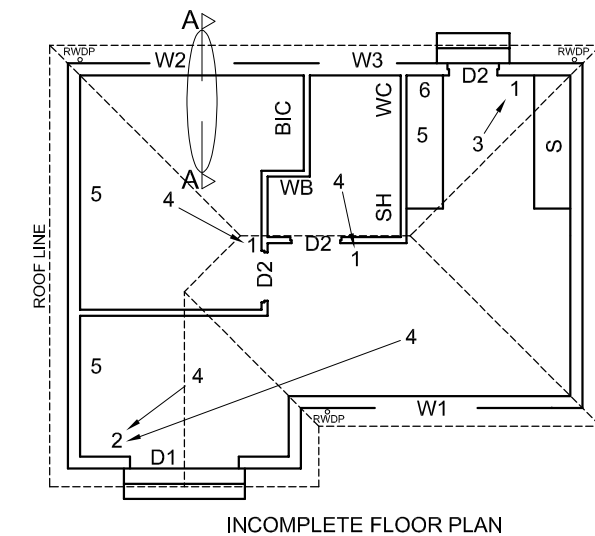 A
RWDP
W2
W3
RWDP
D2
BIC
WC
6
1
5
3
S
A
WB
4
5
4
SH
1
D2
1
D2
ROOF LINE
4
5
4
2
D1
RWDP
W1
INCOMPLETE FLOOR PLAN